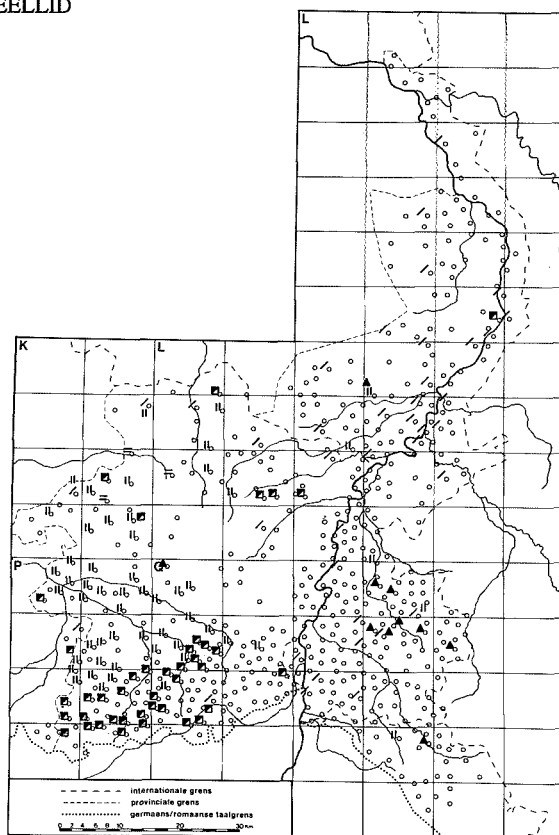 EELLID
L
K
L
P
Q
internationale grens
provinciale grens
germaans/romaanse taalgrens
0 2 4 6 8 10 20 30 km